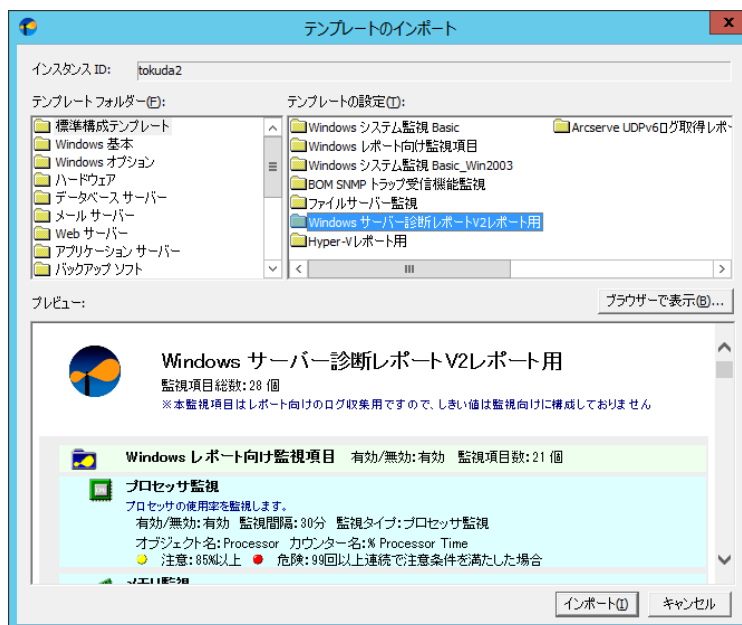 テンプレートのインポート
x
インスタンス ID: tokuda2
テンプレート フォルダー(F):
標準構成テンプレート
Windows 基本
Windows オプション
ハードウェア
データベース サーバー
メール サーバー
Web サーバー
アプリケーション サーバー
バックアップ ソフト
テンプレートの設定(T):
Windows システム監視 Basic
Windows レポート向け監視項目
Windows システム監視 Basic_Win2003
BOM SNMP トラップ受信機能監視
ファイルサーバー監視
Windows サーバー診断レポートV2レポート用
Hyper-Vレポート用
Arcserve UDPv6ログ取得レポ
プレビュー:
ブラウザーで表示(B)...
Windows サーバー診断レポートV2レポート用
監視項目総数:28 個
※本監視項目はレポート向けのログ収集用ですので、しきい値は監視向けに構成しておりません
Windows レポート向け監視項目 有効/無効:有効 監視項目数:21 個
プロセッサ監視
プロセッサの使用率を監視します。
有効/無効:有効 監視間隔:30分 監視タイプ:プロセッサ監視
オブジェクト名:Processor カウンター名:% Processor Time
注意:85%以上 危険:99回以上連続で注意条件を満たした場合
メモリ監視
インポート(I)
キャンセル